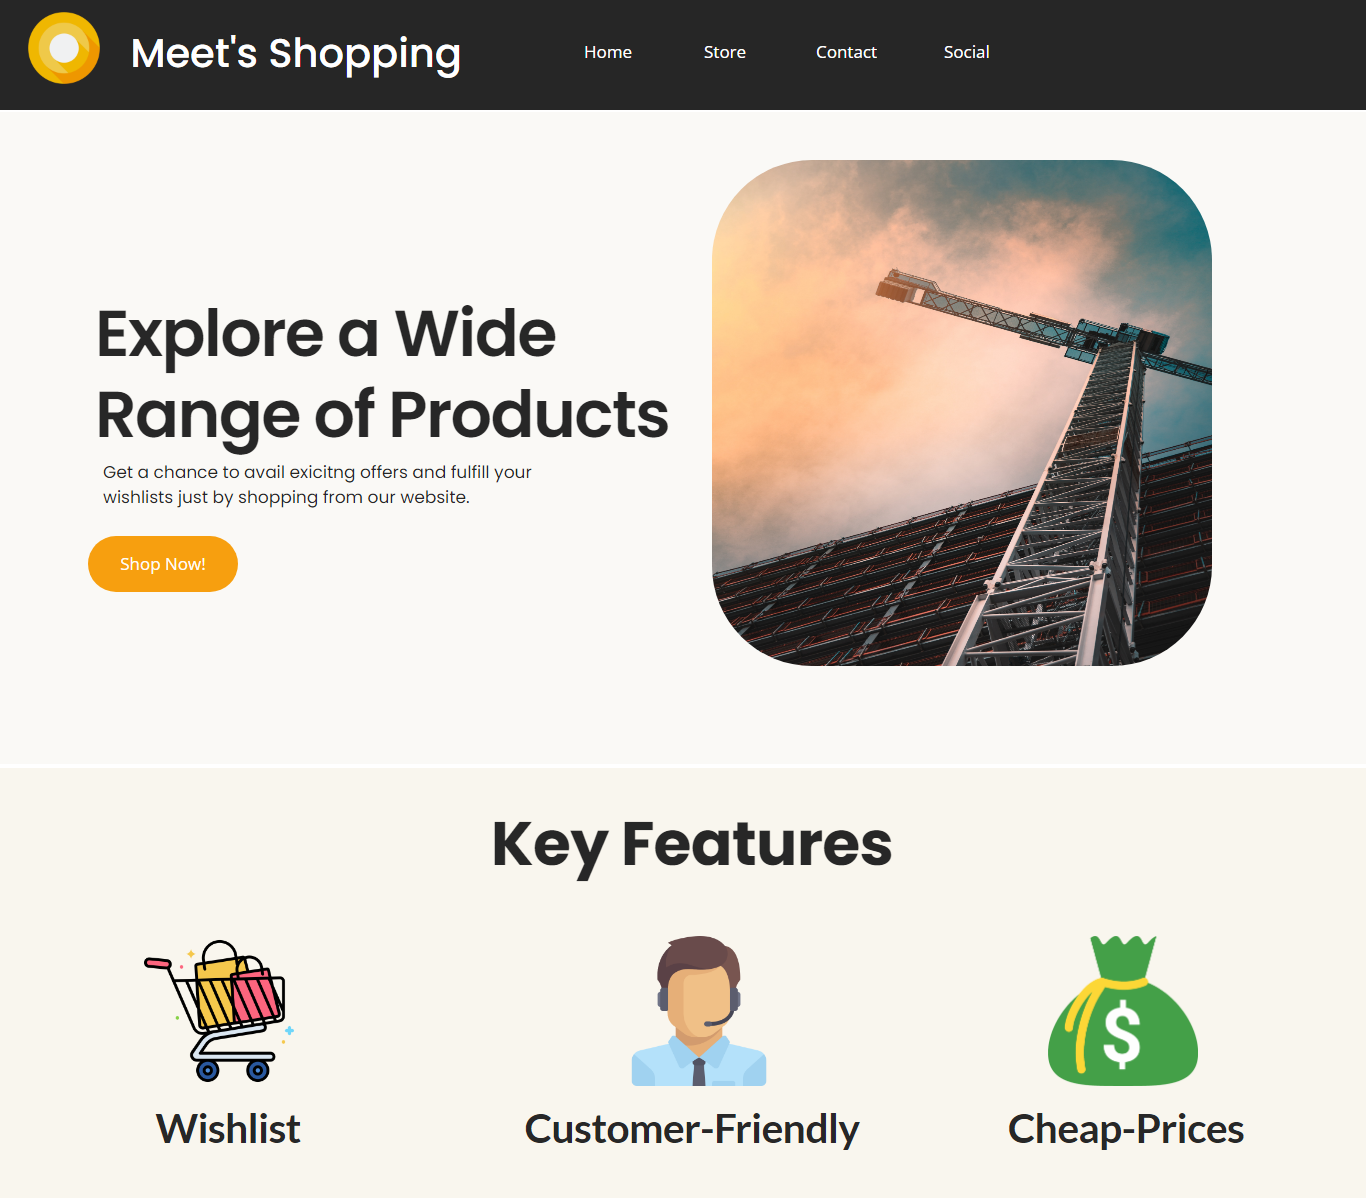 Meet's Shopping
Home
Store
Contact
Social
Explore a Wide
Range of Products
Get a chance to avail exicitng offers and fulfill your
wishlists just by shopping from our website.
Shop Now!
Key Features
$
Wishlist
Customer-Friendly
Cheap-Prices